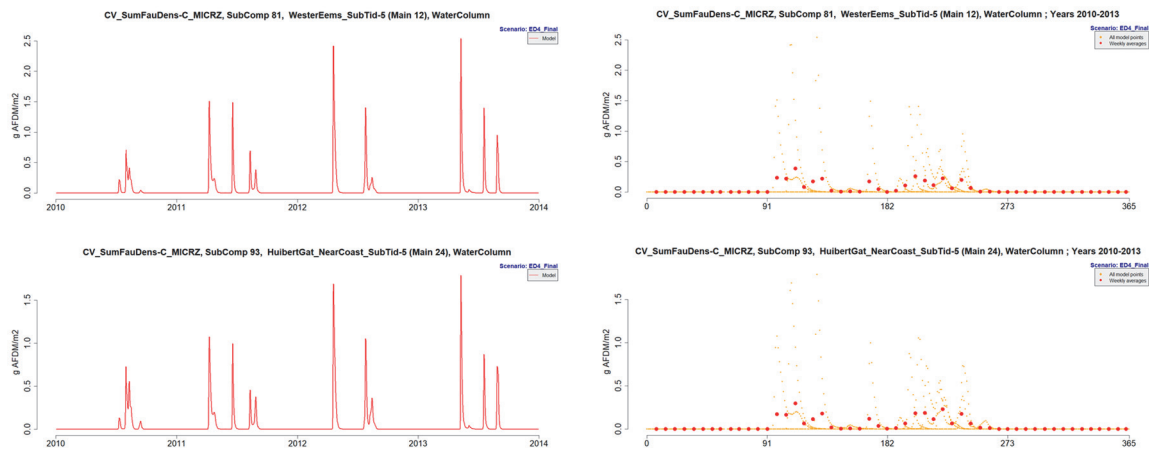 CV_SumFauDens-C_MICRZ, SubComp 81, WesterEems_SubTid-5 (Main 12), WaterColumn
Scenario: ED4_Final
Model
g AFDM/m2
2.5
2.0
1.5
1.0
0.5
0.0
2010
2011
2012
2013
2014
CV_SumFauDens-C_MICRZ, SubComp 81, WesterEems_SubTid-5 (Main 12), WaterColumn ; Years 2010-2013
Scenario: ED4_Final
All model points
Weekly averages
g AFDM/m2
2.5
2.0
1.5
1.0
0.5
0.0
0
91
182
273
365
CV_SumFauDens-C_MICRZ, SubComp 93, HuibertGat_NearCoast_SubTid-5 (Main 24), WaterColumn
Scenario: ED4_Final
Model
g AFDM/m2
1.5
1.0
0.5
0.0
2010
2011
2012
2013
2014
CV_SumFauDens-C_MICRZ, SubComp 93, HuibertGat_NearCoast_SubTid-5 (Main 24), WaterColumn ; Years 2010-2013
Scenario: ED4_Final
All model points
Weekly averages
g AFDM/m2
1.5
1.0
0.5
0.0
0
91
182
273
365